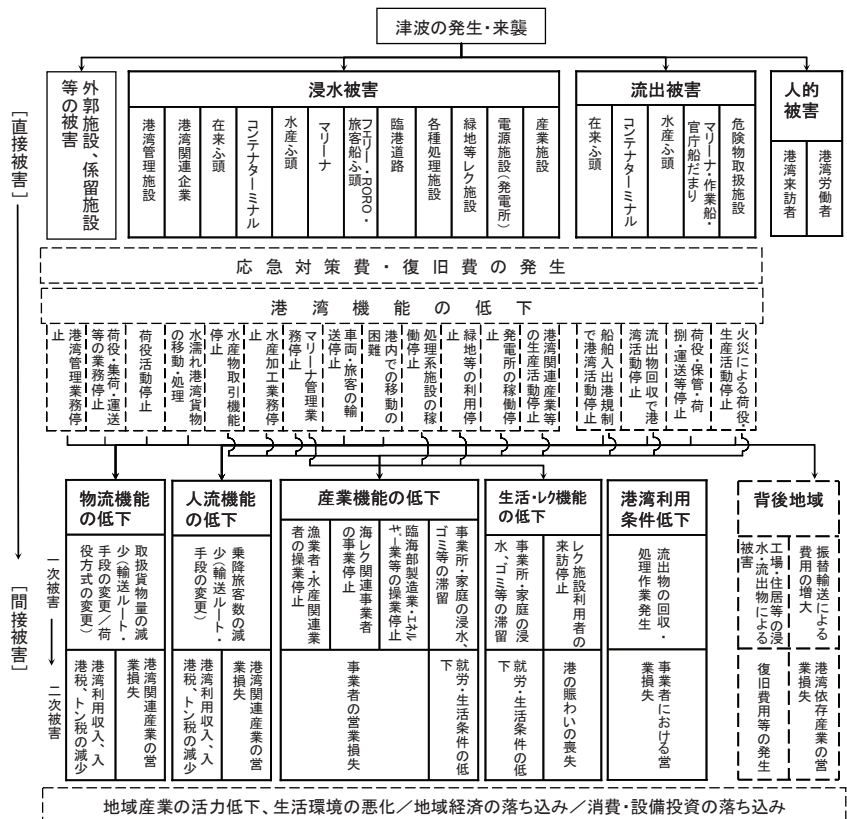 津波の発生・来襲
[直接被害]
外郭施設、係留施設
等の被害
浸水被害
港湾管理施設
港湾関連企業
在来ふ頭
コンテナターミナル
水産ふ頭
マリーナ
フェリー・RORO・
旅客船ふ頭
臨港道路
各種処理施設
緑地等レク施設
電源施設(発電所)
産業施設
流出被害
在来ふ頭
コンテナターミナル
水産ふ頭
マリーナ・作業船・
官庁船だまり
危険物取扱施設
人的
被害
港湾来訪者
港湾労働者
応急対策費・復旧費の発生
港湾機能の低下
港湾管理業務停
止
荷役・集荷・運送
等の業務停止
荷役活動停止
水濡れ港湾貨物
の移動・処理
水産物取引機能
停止
水産加工業務停
止
マリーナ管理業
務停止
車両・旅客の輸
送停止
港内での移動の
困難
処理系施設の稼
働停止
緑地等の利用停
止
発電所の稼働停
止
港湾関連産業等
の生産活動停止
船舶入出港規制
で港湾活動停止
流出物回収で港
湾活動停止
荷役・保管・荷
捌・運送等停止
火災による荷役・
生産活動停止
[間接被害]
一次被害
二次被害
物流機能
の低下
取扱貨物量の減
少(輸送ルート・
手段の変更/荷
役方式の変更)
港湾利用収入、入
港税、トン税の減少
港湾関連産業の営
業損失
人流機能
の低下
乗降旅客数の減
少(輸送ルート・
手段の変更)
港湾利用収入、入
港税、トン税の減少
港湾関連産業の営
業損失
産業機能の低下
漁業者・水産関連業
者の操業停止
海レク関連事業者
の事業停止
臨海部製造業・エネル
ギー業等の操業停止
事業所・家庭の浸水、
ゴミ等の滞留
事業者の営業損失
就労・生活条件の低
下
生活・レク機能の
低下
事業所・家庭の浸
水、ゴミ等の滞留
レク施設利用者の
来訪停止
就労・生活条件の低
下
港の賑わいの喪失
港湾利用
条件低下
流出物の回収・
処理作業発生
事業者における営
業損失
背後地域
工場・住居等の浸
水・流出物による
被害
振替輸送による
費用の増大
復旧費用等の発生
港湾依存産業の営
業損失
地域産業の活力低下、生活環境の悪化/地域経済の落ち込み/消費・設備投資の落ち込み